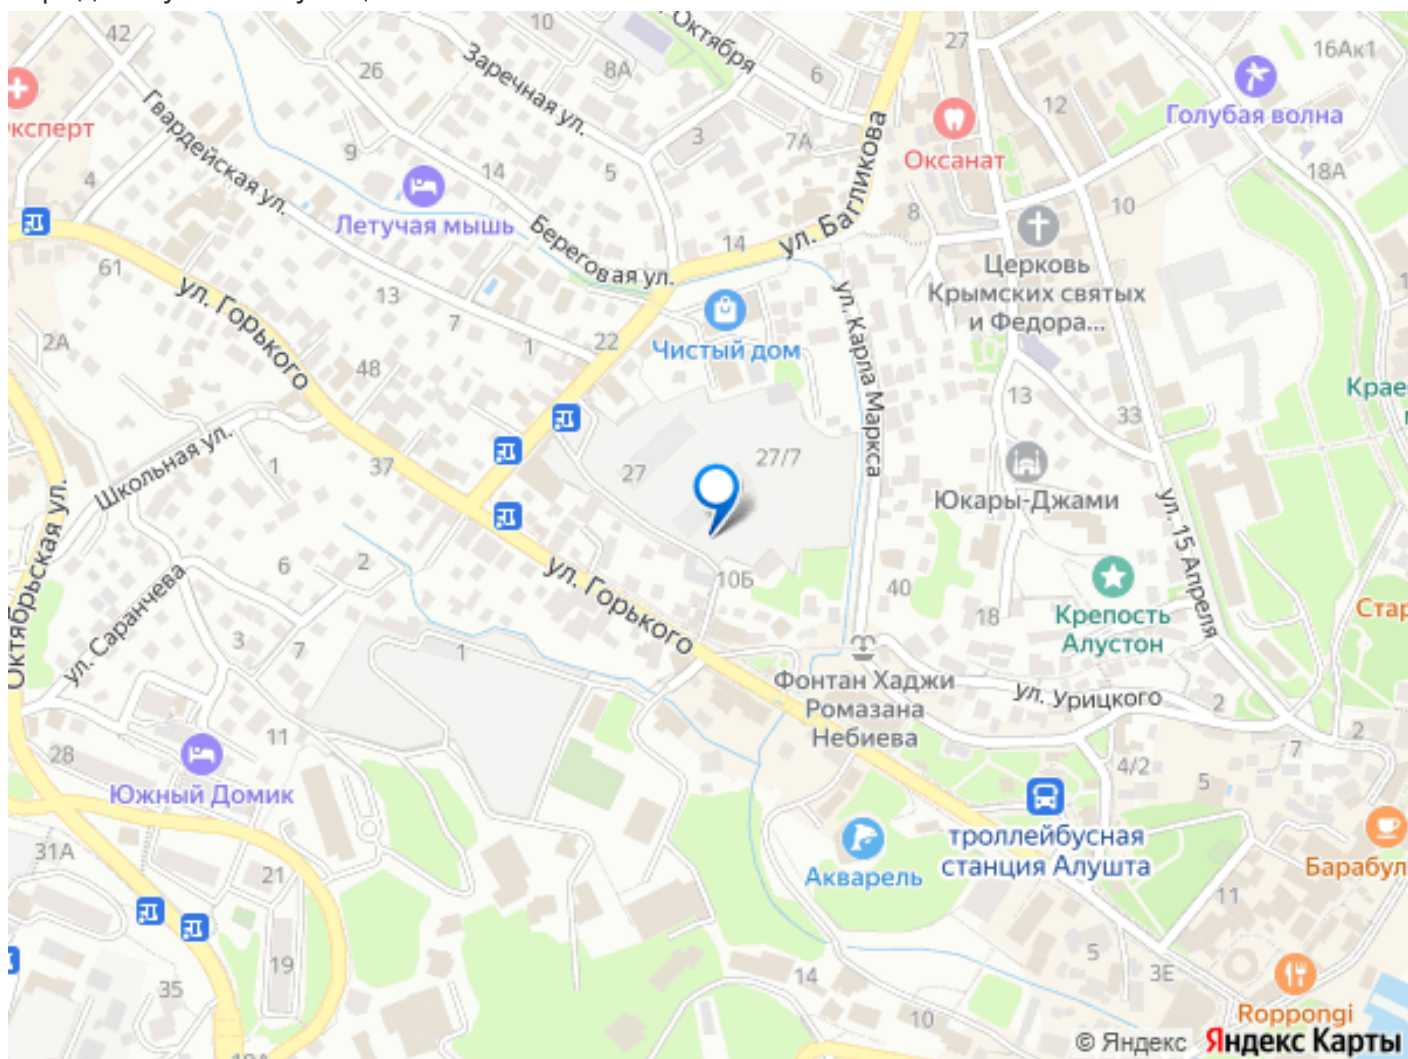 42
10
Октября
27
16Ак1
26
Заречная ул.
8А
6
12
Голубая волна
Эксперт
Гвардейская ул.
3
7А
Оксанат
9
14
5
18А
4
Летучая мышь
8
10
Береговая ул.
14
ул. Багликова
Церковь
Крымских святых
и Федора...
61
ул. Горького
13
7
1
22
Чистый дом
ул. Карла Маркса
2А
48
13
33
Школьная ул.
1
37
27
27/7
Юкары-Джами
ул. 15 Апреля
Октябрьская ул.
ул. Саранчева
6
2
ул. Горького
10Б
40
18
Крепость
Алустон
3
7
1
Фонтан Хаджи
Ромазана
Небиева
ул. Урицкого
2
2
7
28
11
Южный Домик
4/2
5
троллейбусная
станция Алушта
Акварель
31А
21
11
19
35
14
5
3Е
10
Roppongi
© Яндекс Яндекс Карты